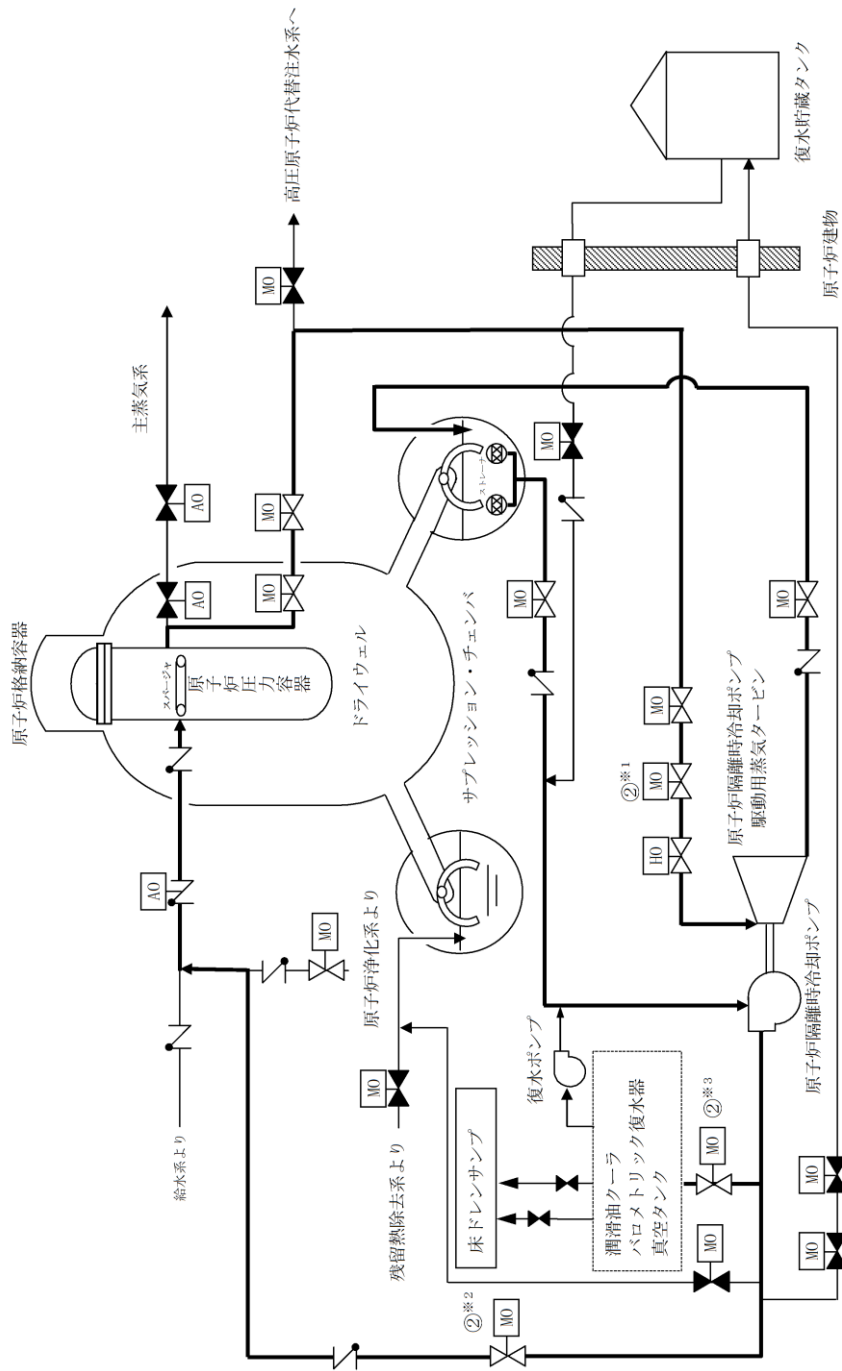 原子炉格納容器
主蒸気系
高圧原子炉代替注水系へ
AO
AO
MO
MO
MO
スパージャ
原子炉圧力容器
ドライウェル
給水系より
AO
MO
原子炉浄化系より
サプレッション・チェンバ
ストレーナ
残留熱除去系より
MO
MO
MO
復水貯蔵タンク
原子炉建物
②※1
HO
MO
MO
MO
原子炉隔離時冷却ポンプ
駆動用蒸気タービン
復水ポンプ
床ドレンサンプ
潤滑油クーラ
バロメトリック復水器
真空タンク
②※3
MO
原子炉隔離時冷却ポンプ
MO
②※2
MO
MO
MO